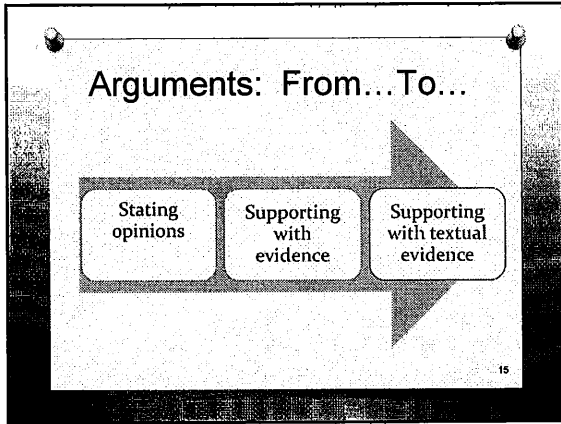 Arguments: From...To...
Stating
opinions
Supporting
with
evidence
Supporting
with textual
evidence
15